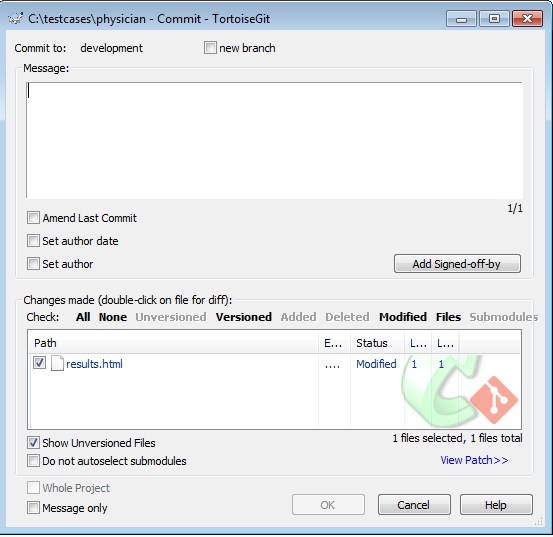 C:\testcases\physician - Commit - TortoiseGit
Commit to: development new branch
Message:
1/1
Amend Last Commit
Set author date
Set author
Add Signed-off-by
Changes made (double-click on file for diff):
Check: All None Unversioned Versioned Added Deleted Modified Files Submodules
Path E... Status L... L...
results.html .... Modified 1 1
1 files selected, 1 files total
Show Unversioned Files
Do not autoselect submodules
View Patch>>
Whole Project
Message only
OK Cancel Help